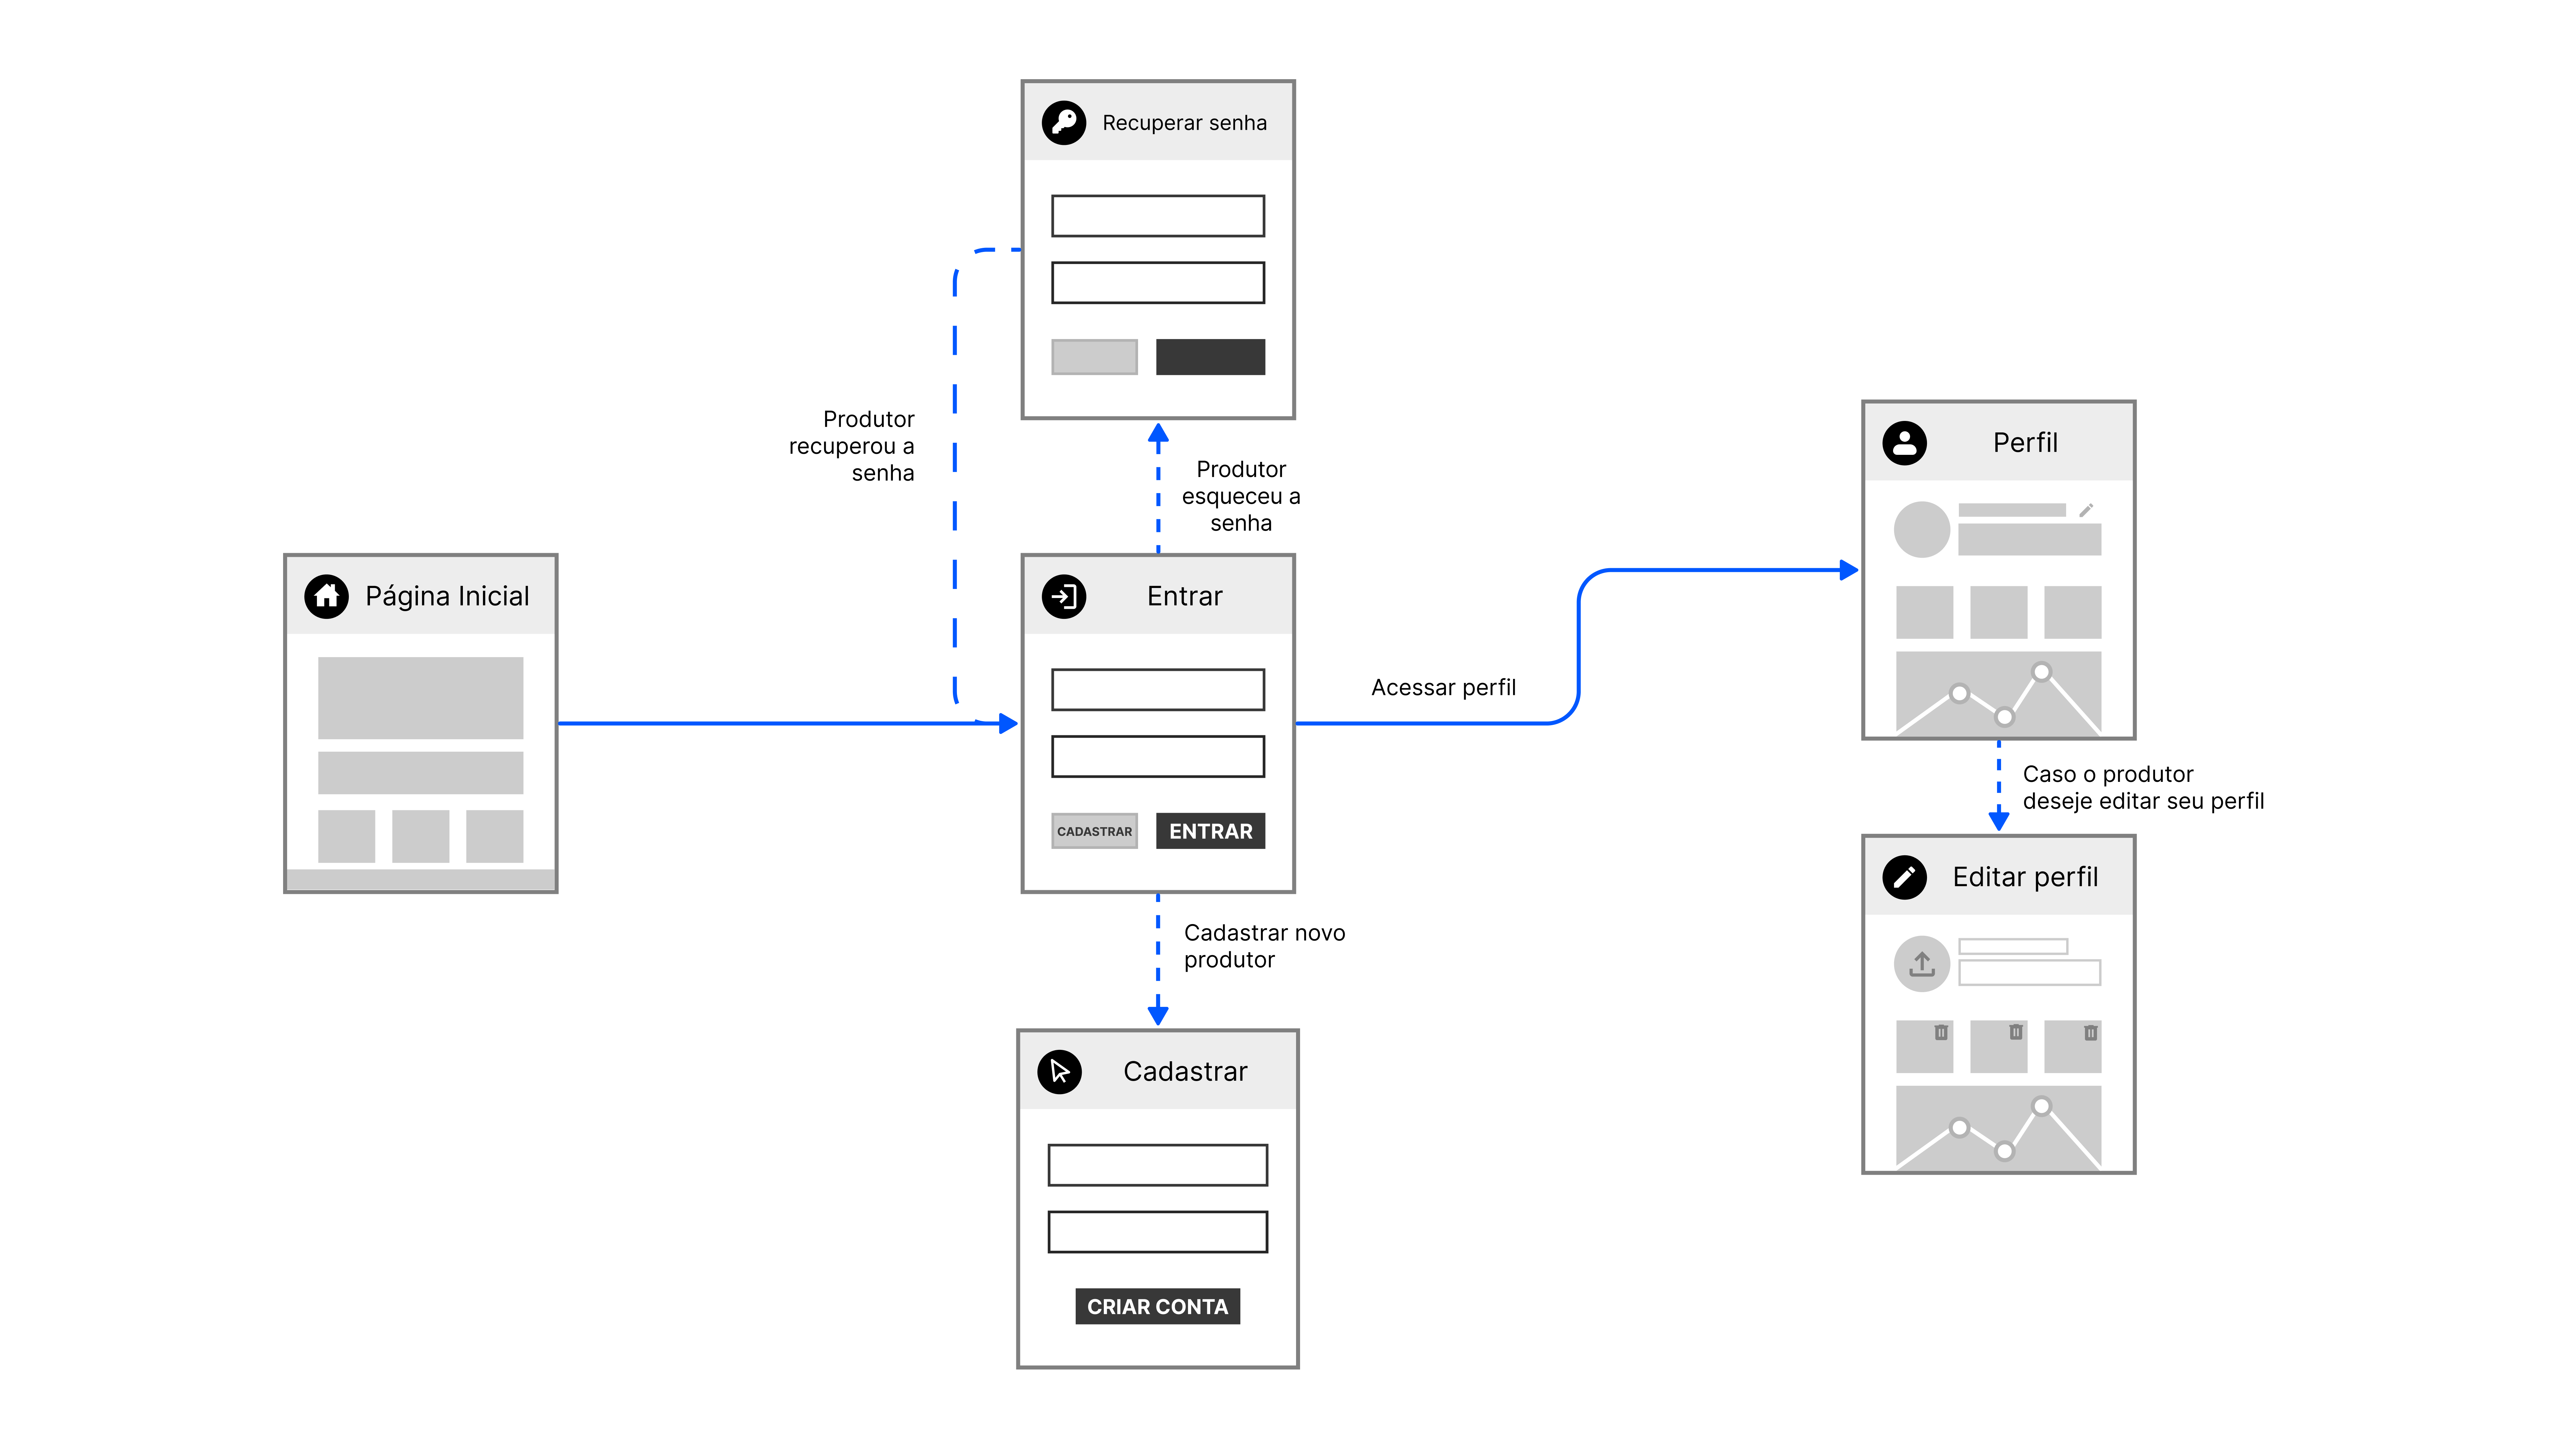 Recuperar senha
Produtor
recuperou a
senha
Produtor
esqueceu a
senha
Perfil
Página Inicial
Entrar
Acessar perfil
CADASTRAR
ENTRAR
Caso o produtor
deseje editar seu perfil
Editar perfil
Cadastrar novo
produtor
Cadastrar
CRIAR CONTA